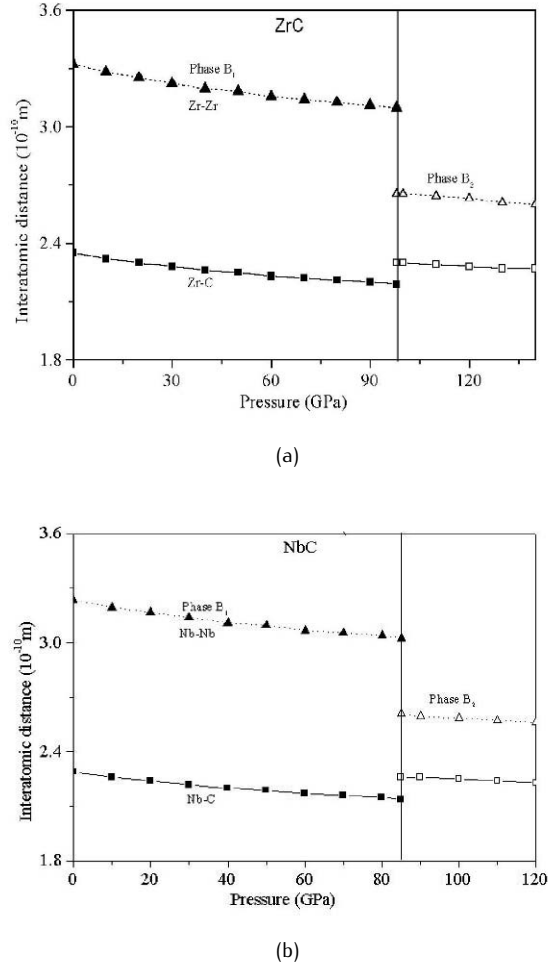 3.6
ZrC
Phase B₁
Zr-Zr
3.0
Phase B₂
2.4
Zr-C
1.8
0 30 60 90 120
Interatomic distance (10⁻¹⁰m)
Pressure (GPa)
(a)
3.6
NbC
Phase B₁
Nb-Nb
3.0
Phase B₂
2.4
Nb-C
1.8
0 20 40 60 80 100 120
Interatomic distance (10⁻¹⁰m)
Pressure (GPa)
(b)